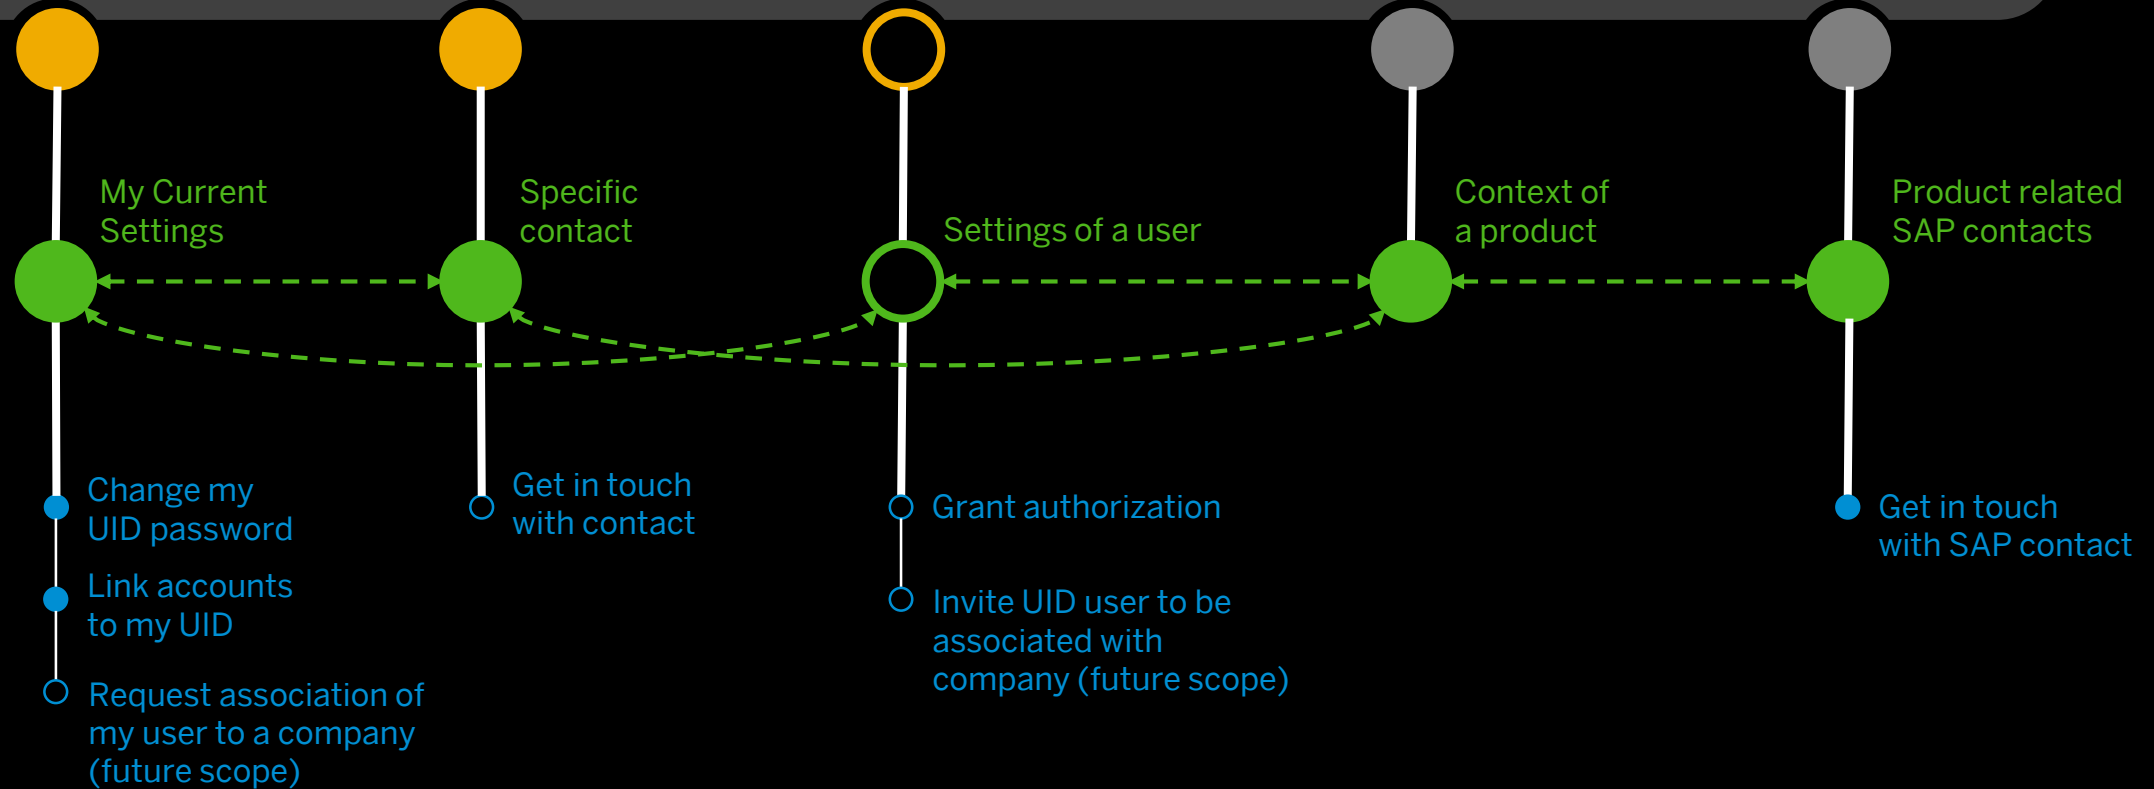 My Current
Settings
Specific
contact
Settings of a user
Context of
a product
Product related
SAP contacts
Change my
UID password
Link accounts
to my UID
Request association of
my user to a company
(future scope)
Get in touch
with contact
Grant authorization
Invite UID user to be
associated with
company (future scope)
Get in touch
with SAP contact